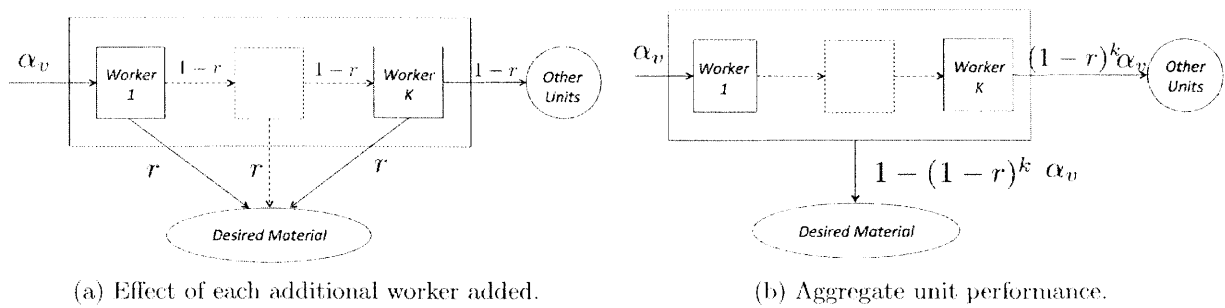 α_v
Worker
1
1 − r
1 − r
Worker
K
1 − r
Other
Units
r
r
r
Desired Material
(a) Effect of each additional worker added.
α_v
Worker
1
Worker
K
(1 − r)^k α_v
Other
Units
1 − (1 − r)^k α_v
Desired Material
(b) Aggregate unit performance.